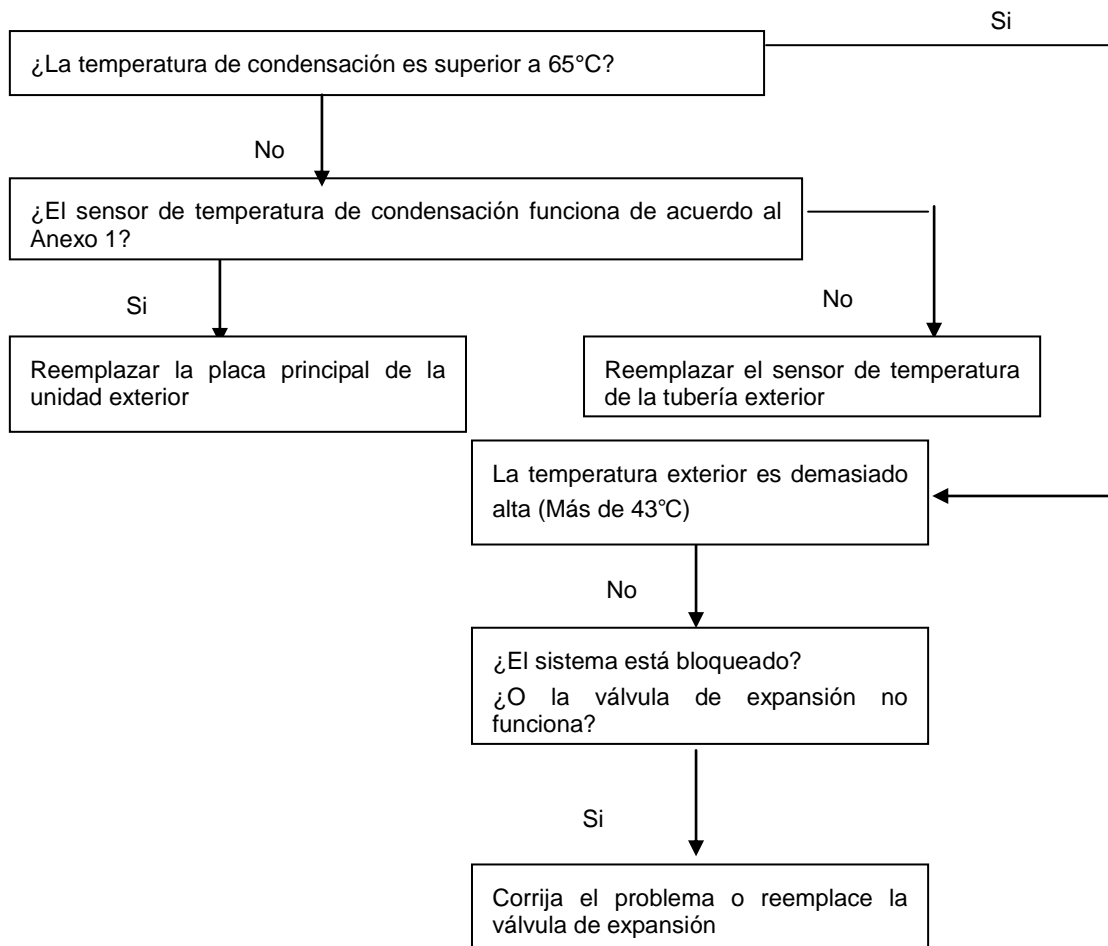 Si
¿La temperatura de condensación es superior a 65°C?
No
¿El sensor de temperatura de condensación funciona de acuerdo al
Anexo 1?
Si
No
Reemplazar la placa principal de la
unidad exterior
Reemplazar el sensor de temperatura
de la tubería exterior
La temperatura exterior es demasiado
alta (Más de 43℃)
No
¿El sistema está bloqueado?
¿O la válvula de expansión no
funciona?
Si
Corrija el problema o reemplace la
válvula de expansión